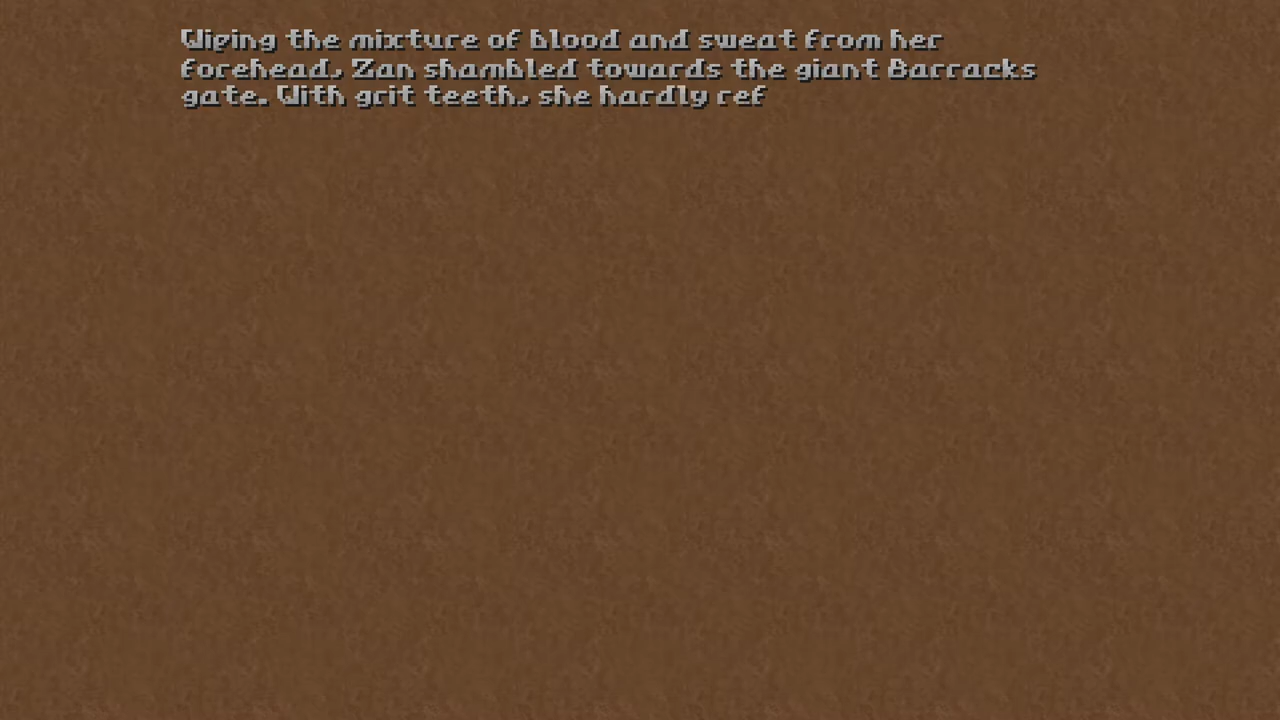 Wiping the mixture of blood and sweat from her
forehead, Zan shambled towards the giant Barracks
gate. With grit teeth, she hardly ref